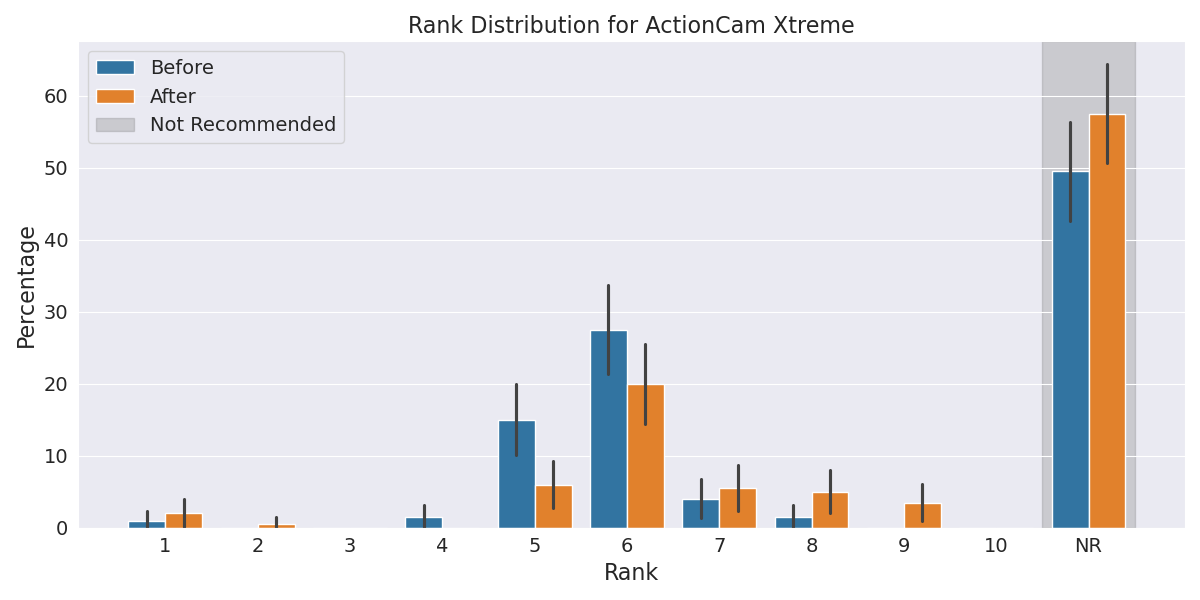 Rank Distribution for ActionCam Xtreme
Before
After
Not Recommended
Percentage
60
50
40
30
20
10
0
1 2 3 4 5 6 7 8 9 10 NR
Rank